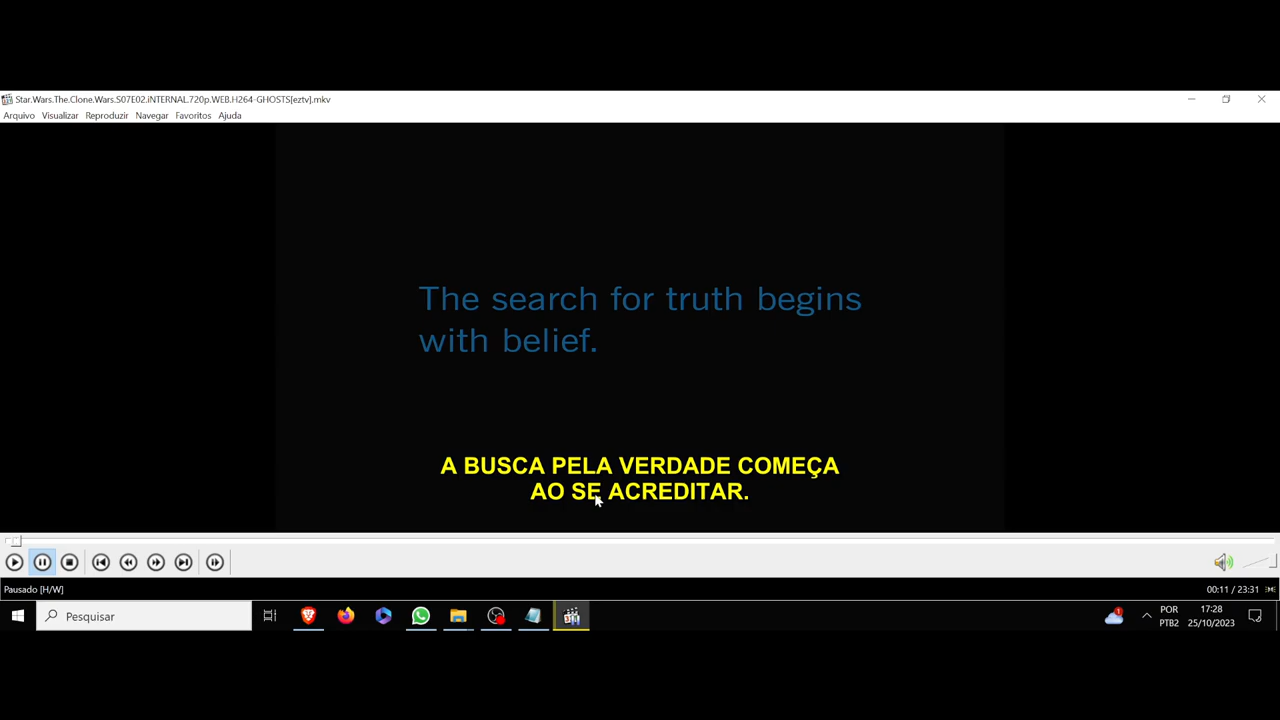 Star.Wars.The.Clone.Wars.S07E02.iNTERNAL.720p.WEB.H264-GHOSTS[eztv].mkv
Arquivo Visualizar Reproduzir Navegar Favoritos Ajuda
The search for truth begins
with belief.
A BUSCA PELA VERDADE COMEÇA
AO SE ACREDITAR.
Pausado [H/W]
00:11 / 23:31
Pesquisar
1
POR
PTB2
17:28
25/10/2023